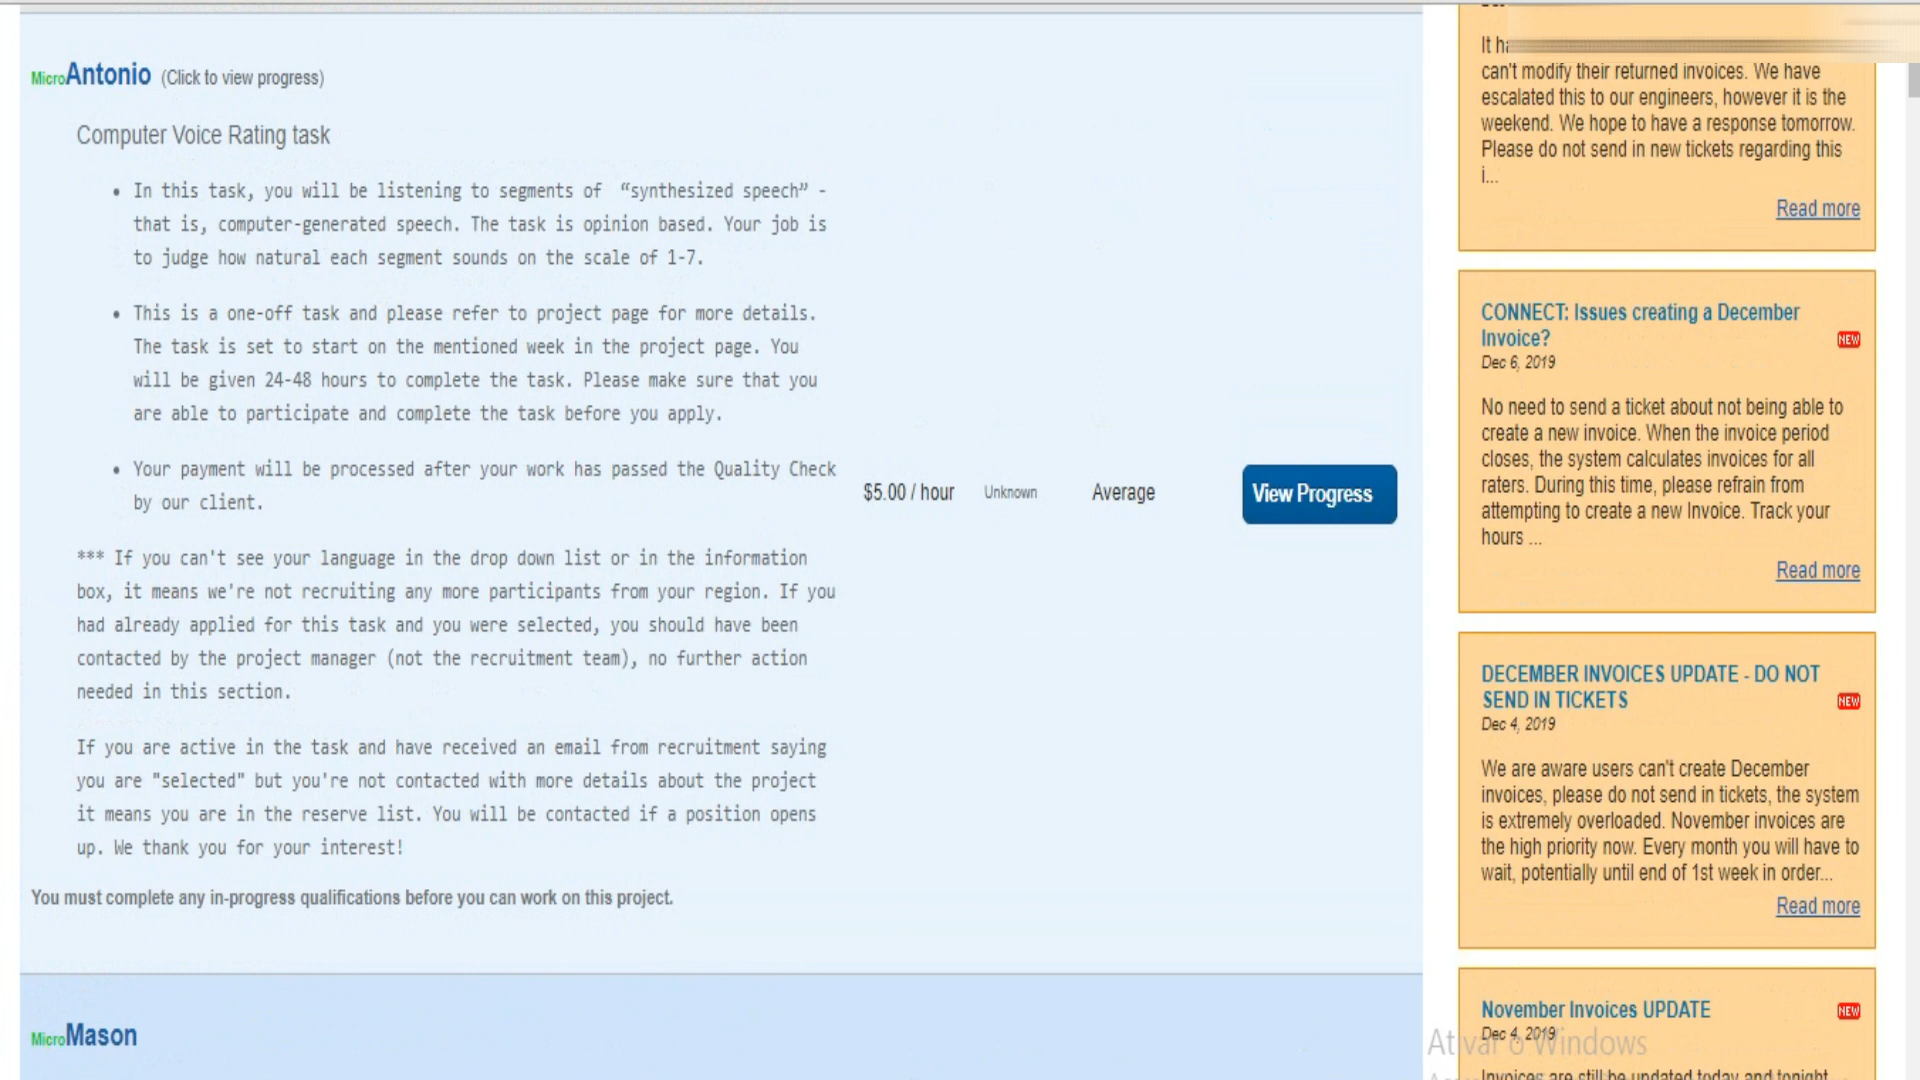 MicroAntonio (Click to view progress)
Computer Voice Rating task
• In this task, you will be listening to segments of “synthesized speech” -
that is, computer-generated speech. The task is opinion based. Your job is
to judge how natural each segment sounds on the scale of 1-7.
• This is a one-off task and please refer to project page for more details.
The task is set to start on the mentioned week in the project page. You
will be given 24-48 hours to complete the task. Please make sure that you
are able to participate and complete the task before you apply.
• Your payment will be processed after your work has passed the Quality Check
by our client.
$5.00 / hour Unknown Average View Progress
*** If you can't see your language in the drop down list or in the information
box, it means we're not recruiting any more participants from your region. If you
had already applied for this task and you were selected, you should have been
contacted by the project manager (not the recruitment team), no further action
needed in this section.
If you are active in the task and have received an email from recruitment saying
you are "selected" but you're not contacted with more details about the project
it means you are in the reserve list. You will be contacted if a position opens
up. We thank you for your interest!
You must complete any in-progress qualifications before you can work on this project.
MicroMason
It
can't modify their returned invoices. We have
escalated this to our engineers, however it is the
weekend. We hope to have a response tomorrow.
Please do not send in new tickets regarding this
i...
Read more
CONNECT: Issues creating a December
Invoice?
NEW
Dec 6, 2019
No need to send a ticket about not being able to
create a new invoice. When the invoice period
closes, the system calculates invoices for all
raters. During this time, please refrain from
attempting to create a new Invoice. Track your
hours ...
Read more
DECEMBER INVOICES UPDATE - DO NOT
SEND IN TICKETS
NEW
Dec 4, 2019
We are aware users can't create December
invoices, please do not send in tickets, the system
is extremely overloaded. November invoices are
the high priority now. Every month you will have to
wait, potentially until end of 1st week in order...
Read more
November Invoices UPDATE
NEW
Dec 4, 2019
Ativar o Windows
Invoices are still be updated today and tonight